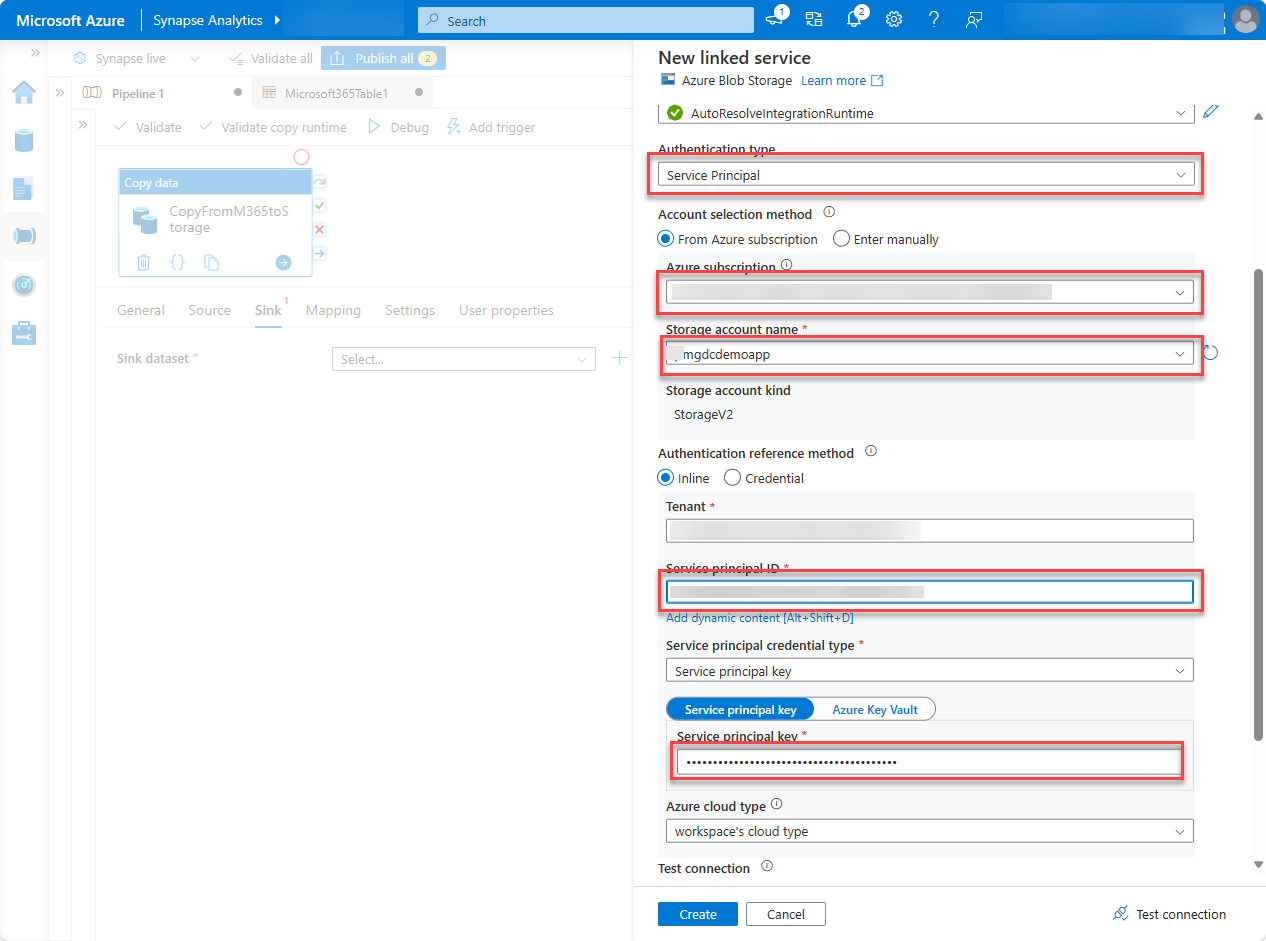 Microsoft Azure
Synapse Analytics
Search
1
2
Synapse live
Validate all
Publish all
2
Pipeline 1
Microsoft365Table1
Validate
Validate copy runtime
Debug
Add trigger
Copy data
CopyFromM365toS
torage
General
Source
Sink
1
Mapping
Settings
User properties
Sink dataset *
Select...
New linked service
Azure Blob Storage
Learn more
AutoResolveIntegrationRuntime
Authentication type
Service Principal
Account selection method
From Azure subscription
Enter manually
Azure subscription
Storage account name *
mgdcdemoapp
Storage account kind
StorageV2
Authentication reference method
Inline
Credential
Tenant *
Service principal ID *
Add dynamic content [Alt+Shift+D]
Service principal credential type *
Service principal key
Service principal key
Azure Key Vault
Service principal key *
••••••••••••••••••••••••••••••••••••••••
Azure cloud type
workspace's cloud type
Test connection
Create
Cancel
Test connection